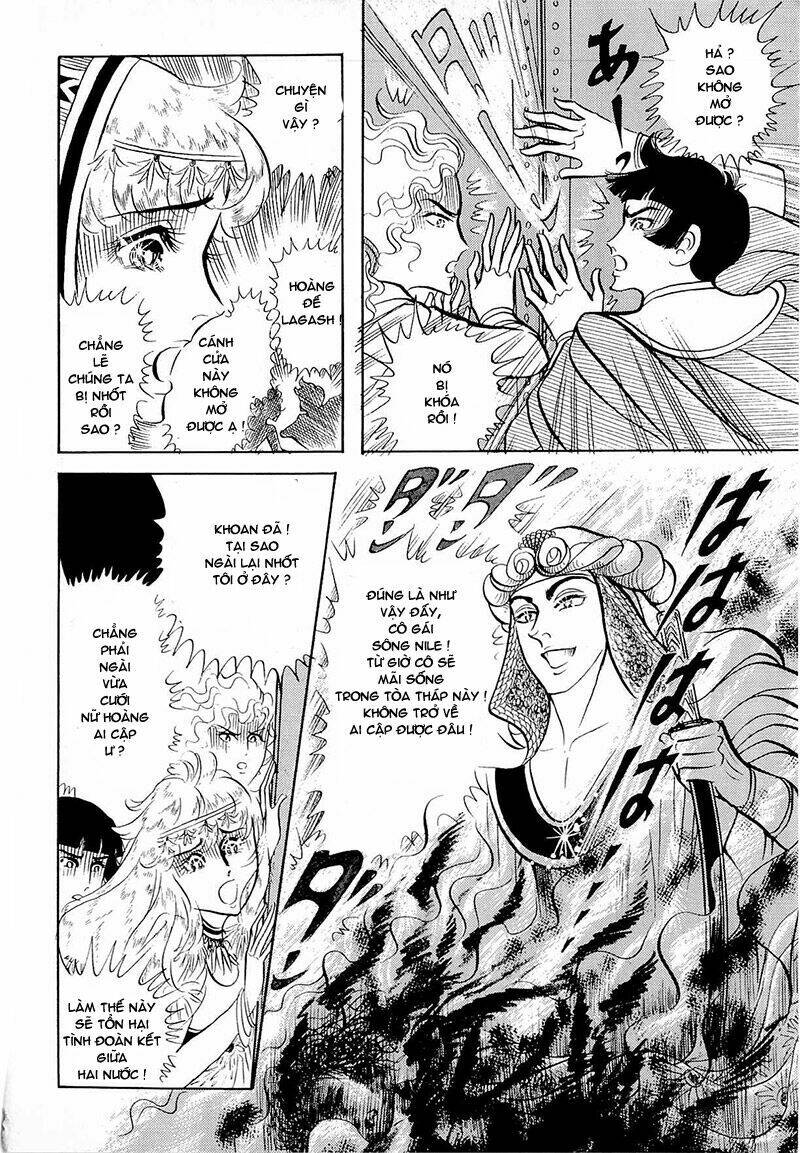 HẢ ?
SAO
KHÔNG
MỞ
ĐƯỢC ?
あーっ
NÓ
BỊ
KHÓA
RỒI !
CHUYỆN
GÌ
VẬY ?
HOÀNG
ĐẾ
LAGASH !
CÁNH
CỬA
NÀY
KHÔNG
MỞ
ĐƯỢC Ạ !
CHẲNG
LẼ
CHÚNG TA
BỊ NHỐT
RỒI
SAO ?
KHOAN ĐÃ !
TẠI SAO
NGÀI LẠI NHỐT
TÔI Ở ĐÂY ?
CHẲNG
PHẢI
NGÀI
VỪA
CƯỚI
NỮ HOÀNG
AI CẬP
Ư ?
LÀM THẾ NÀY
SẼ TỔN HẠI
TÌNH ĐOÀN KẾT
GIỮA
HAI NƯỚC !
ĐÚNG LÀ NHƯ
VẬY ĐẤY,
CÔ GÁI
SÔNG NILE !
TỪ GIỜ CÔ SẼ
MÃI SỐNG
TRONG TÒA THÁP NÀY !
KHÔNG TRỞ VỀ
AI CẬP ĐƯỢC ĐÂU !
はははは